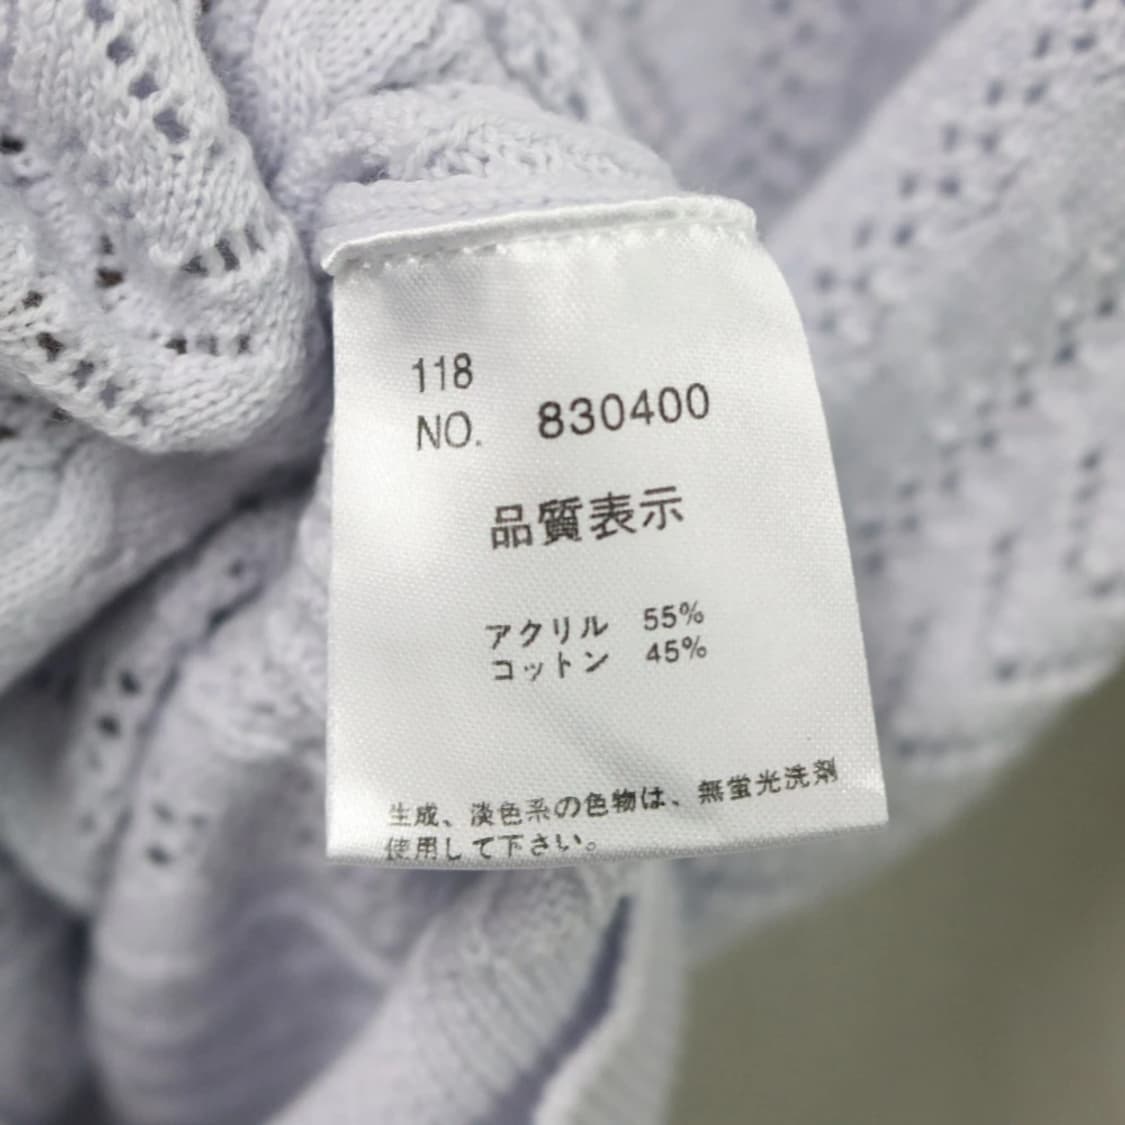 118
NO. 830400
品質表示
アクリル 55%
コットン 45%
生成、淡色系の色物は、無蛍光洗剤
使用して下さい。